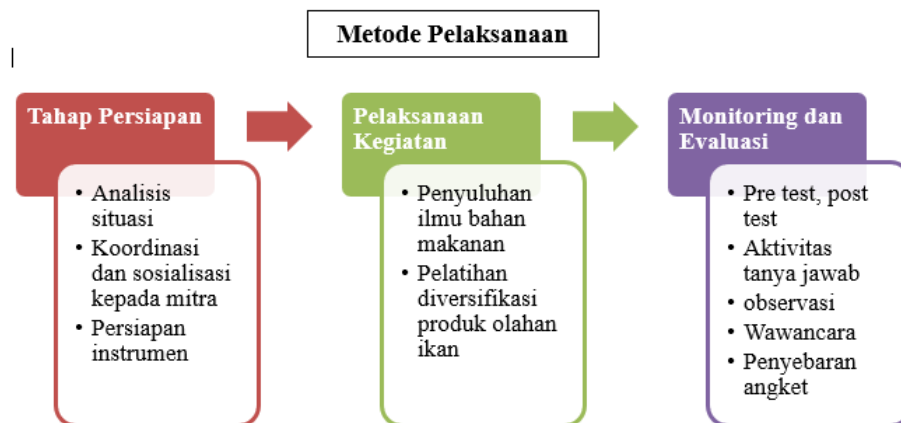 Metode Pelaksanaan
Tahap Persiapan
• Analisis
situasi
• Koordinasi
dan sosialisasi
kepada mitra
• Persiapan
instrumen
Pelaksanaan
Kegiatan
• Penyuluhan
ilmu bahan
makanan
• Pelatihan
diversifikasi
produk olahan
ikan
Monitoring dan
Evaluasi
• Pre test, post
test
• Aktivitas
tanya jawab
• observasi
• Wawancara
• Penyebaran
angket